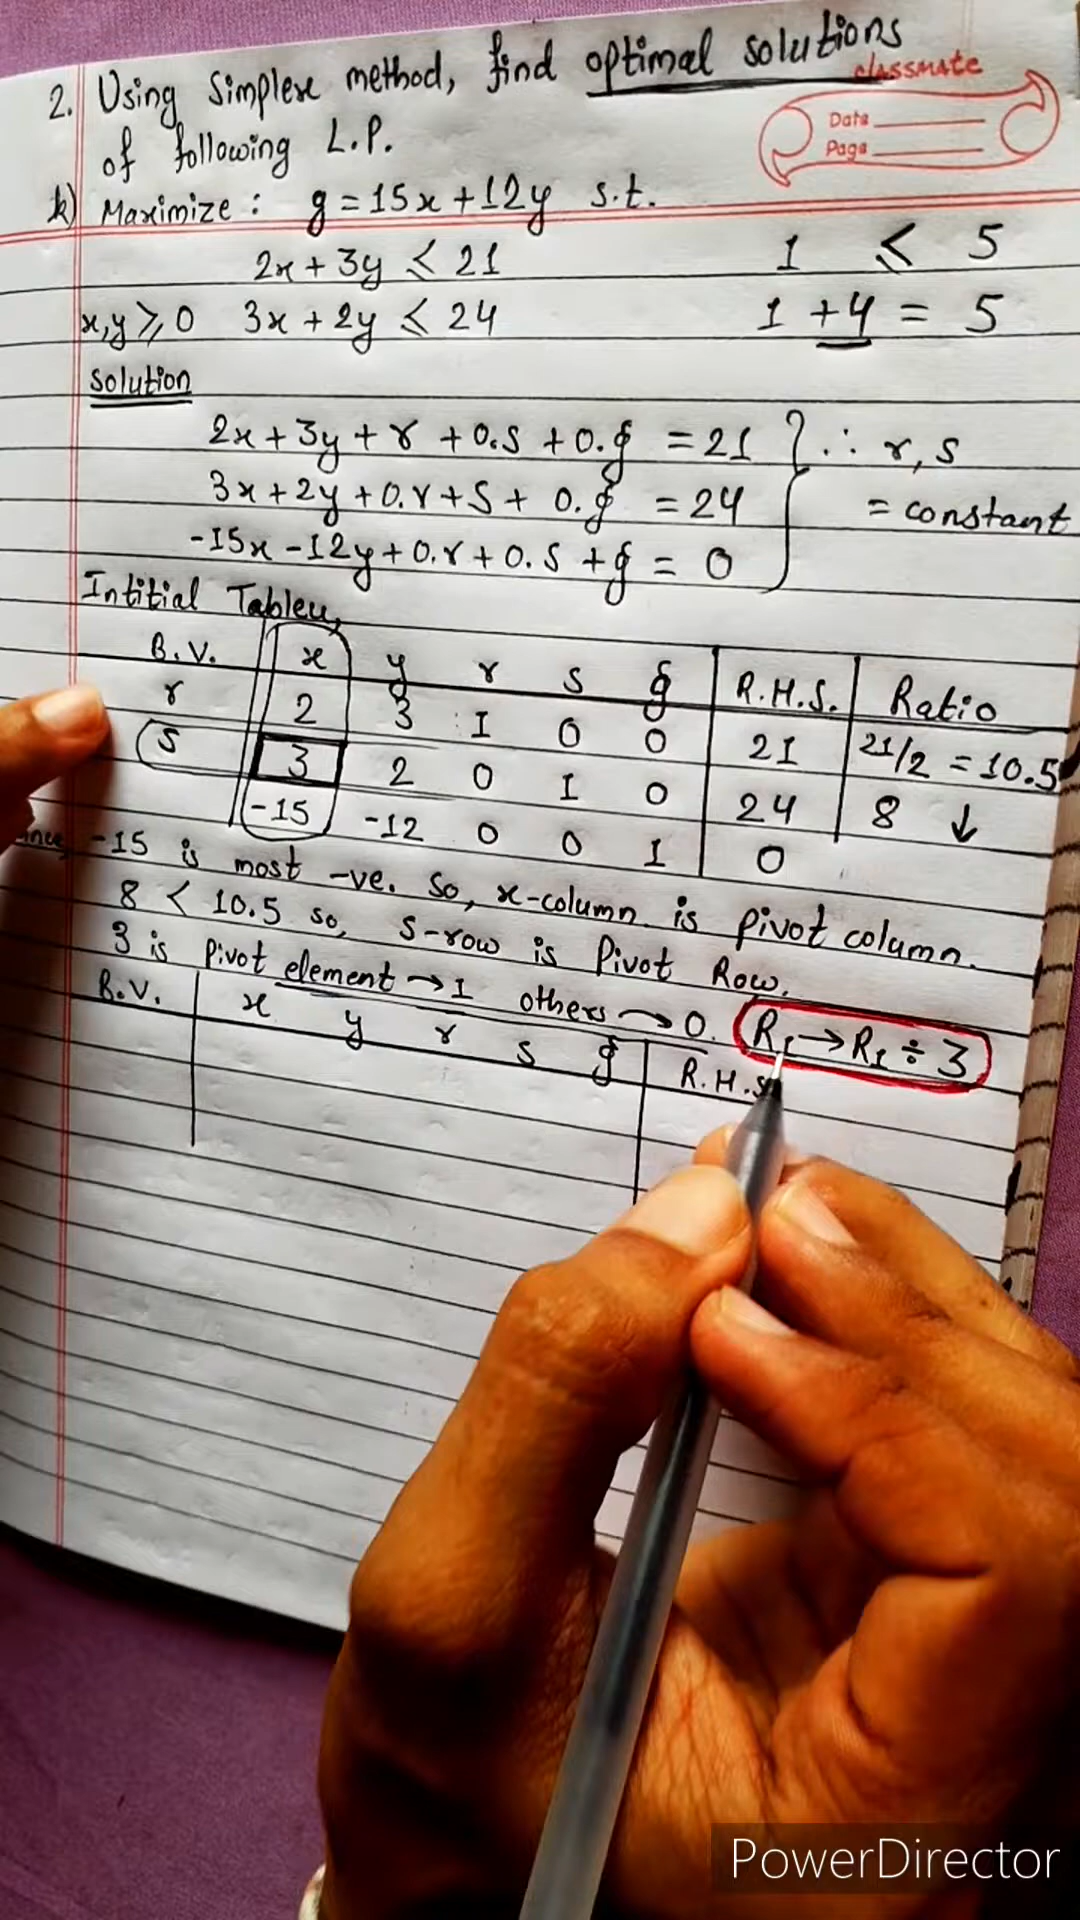 2. Using Simplex method, find optimal solutions
classmate
Date
Page
of following L.P.
k) Maximize : f = 15x + 12y s.t.
2x + 3y ≤ 21
1 ≤ 5
x,y ≥ 0 3x + 2y ≤ 24
1 + 4 = 5
Solution
2x + 3y + r + 0.s + 0.f = 21 } ∴ r, s
3x + 2y + 0.r + s + 0.f = 24 = constant
-15x - 12y + 0.r + 0.s + f = 0
Intitial Tableu,
B.V. x y r s f R.H.S. Ratio
r 2 3 1 0 0 21 21/2 = 10.5
s 3 2 0 1 0 24 8 ↓
-15 -12 0 0 1 0
-15 is most -ve. So, x-column is pivot column.
8 < 10.5 so, s-row is Pivot Row.
3 is Pivot element → 1 others → 0. R₁ → R₁ ÷ 3
B.V. x y r s f R.H.S
PowerDirector